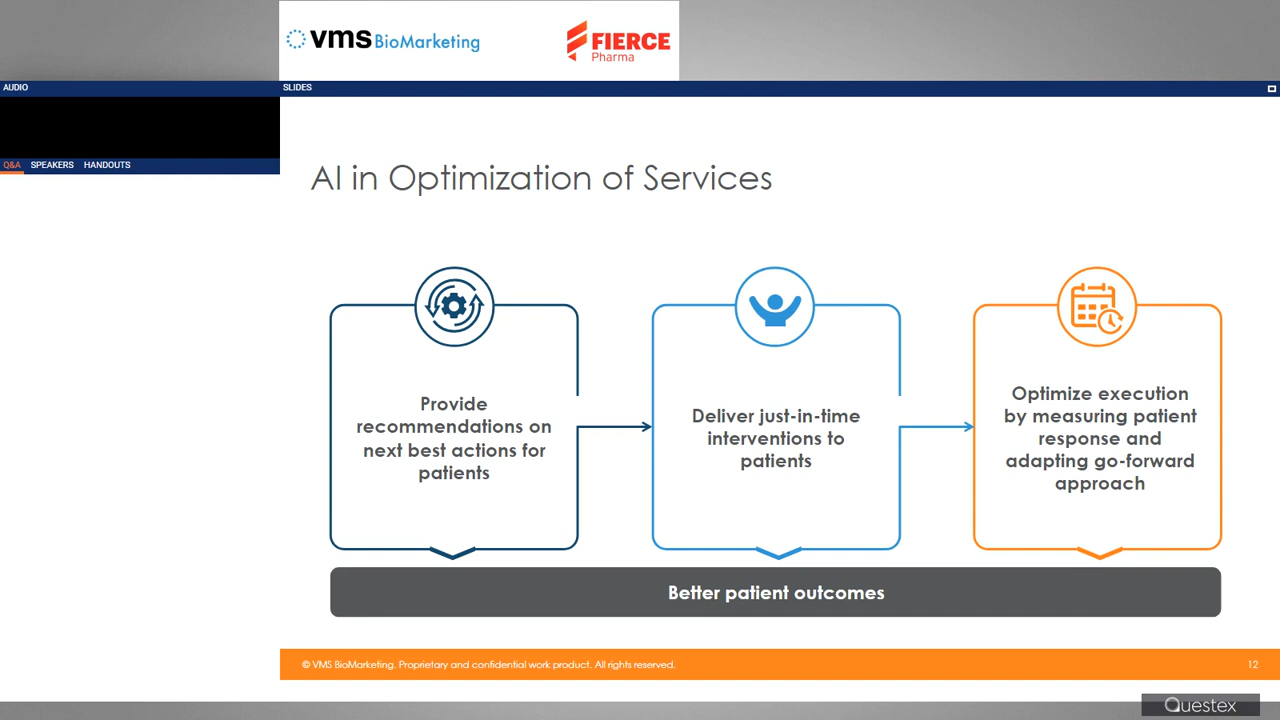 vms BioMarketing
FIERCE
Pharma
AUDIO
SLIDES
Q&A
SPEAKERS
HANDOUTS
AI in Optimization of Services
Provide
recommendations on
next best actions for
patients
Deliver just-in-time
interventions to
patients
Optimize execution
by measuring patient
response and
adapting go-forward
approach
Better patient outcomes
© VMS BioMarketing. Proprietary and confidential work product. All rights reserved.
12
Questex